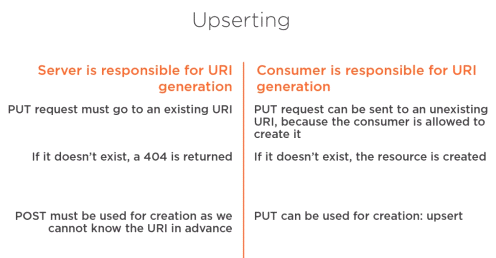 Upserting
Server is responsible for URI
generation
PUT request must go to an existing URI
If it doesn't exist, a 404 is returned
POST must be used for creation as we
cannot know the URI in advance
Consumer is responsible for URI
generation
PUT request can be sent to an unexisting
URI, because the consumer is allowed to
create it
If it doesn't exist, the resource is created
PUT can be used for creation: upsert